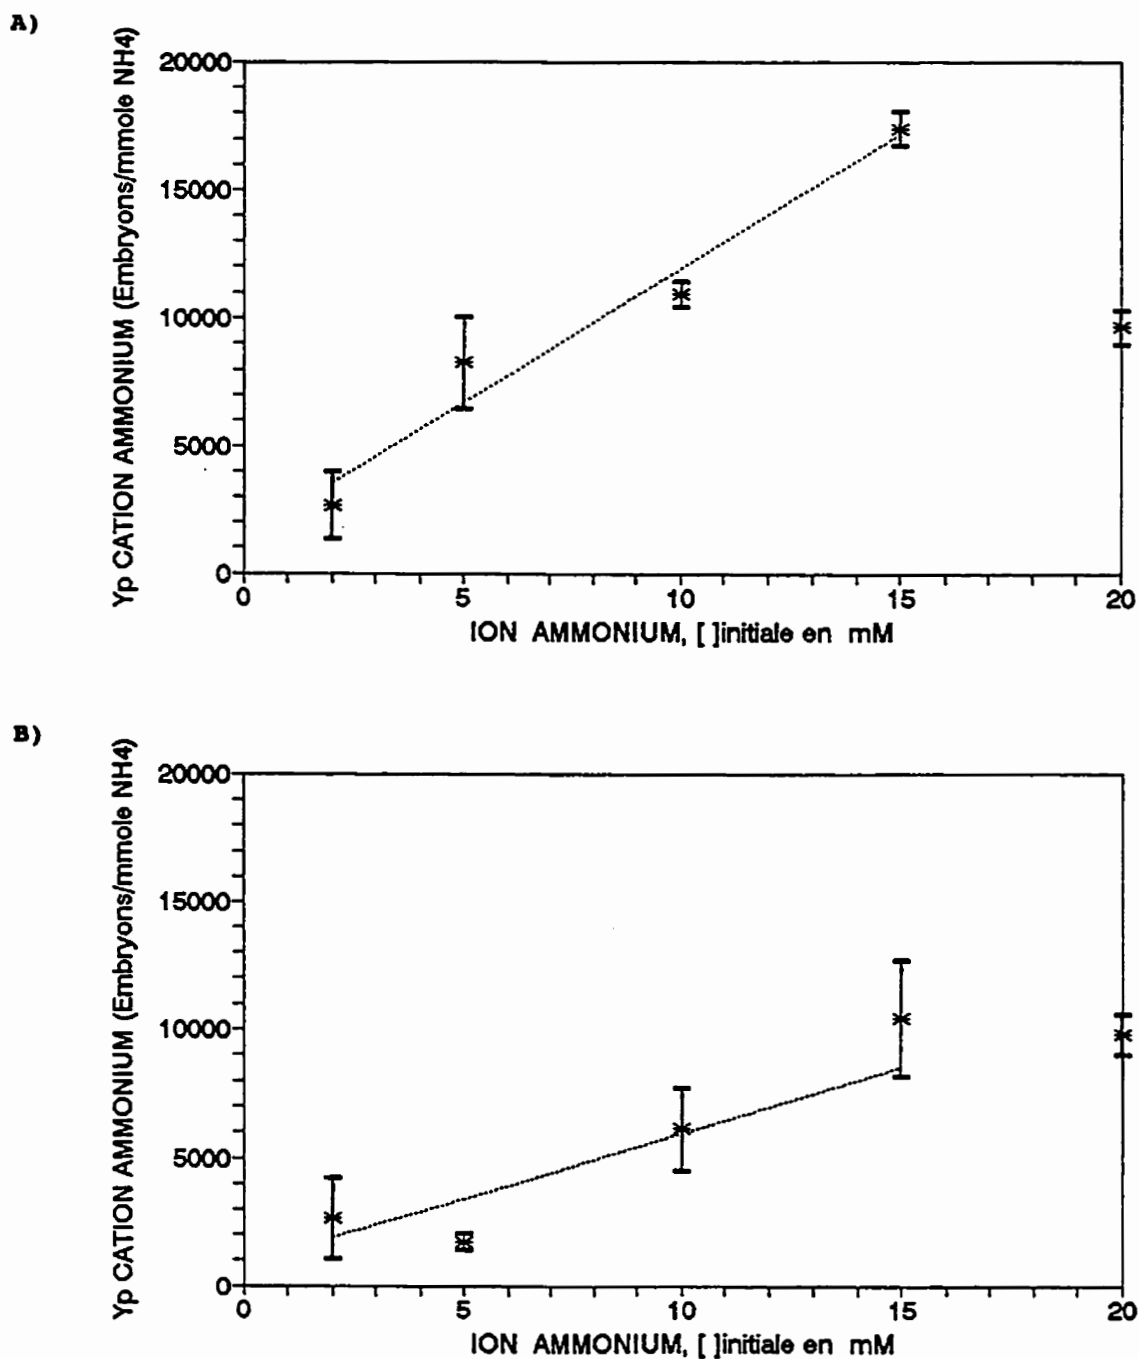 A)
Yp CATION AMMONIUM (Embryons/mmole NH4)
20000
15000
10000
5000
0
0 5 10 15 20
ION AMMONIUM, [ ]initiale en mM
B)
Yp CATION AMMONIUM (Embryons/mmole NH4)
20000
15000
10000
5000
0
0 5 10 15 20
ION AMMONIUM, [ ]initiale en mM